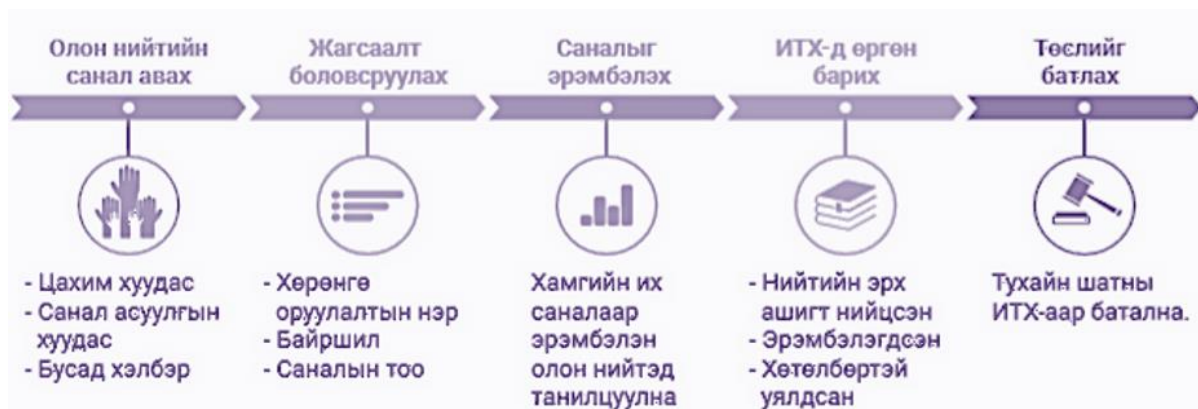 Олон нийтийн
санал авах
Жагсаалт
боловсруулах
Саналыг
эрэмбэлэх
ИТХ-д өргөн
барих
Төслийг
батлах
- Цахим хуудас
- Санал асуулгын
хуудас
- Бусад хэлбэр
- Хөрөнгө
оруулалтын нэр
- Байршил
- Саналын тоо
Хамгийн их
саналаар
эрэмбэлэн
олон нийтэд
танилцуулна
- Нийтийн эрх
ашигт нийцсэн
- Эрэмбэлэгдсэн
- Хөтөлбөртэй
уялдсан
Тухайн шатны
ИТХ-аар батална.